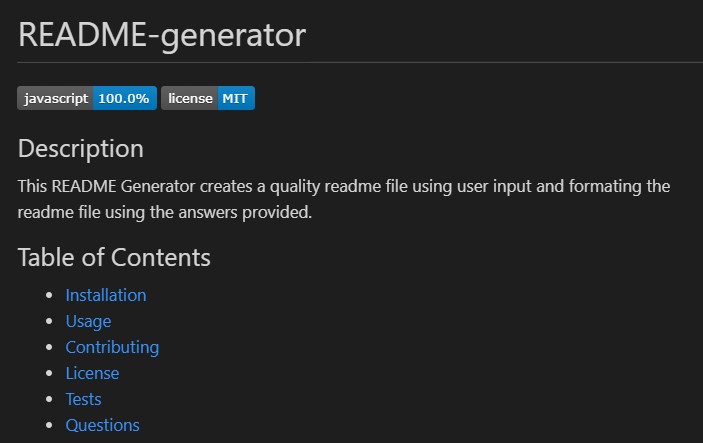 README-generator
javascript 100.0% license MIT
Description
This README Generator creates a quality readme file using user input and formating the
readme file using the answers provided.
Table of Contents
Installation
Usage
Contributing
License
Tests
Questions